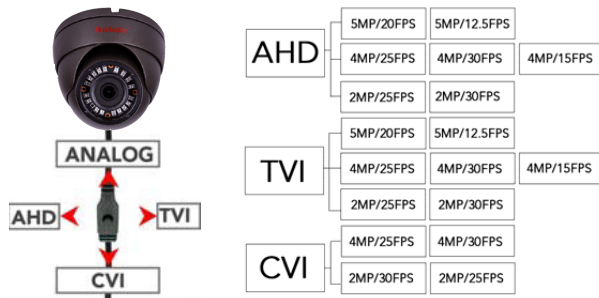 ANALOG
AHD TVI
CVI
AHD
5MP/20FPS 5MP/12.5FPS
4MP/25FPS 4MP/30FPS 4MP/15FPS
2MP/25FPS 2MP/30FPS
TVI
5MP/20FPS 5MP/12.5FPS
4MP/25FPS 4MP/30FPS 4MP/15FPS
2MP/25FPS 2MP/30FPS
CVI
4MP/25FPS 4MP/30FPS
2MP/30FPS 2MP/25FPS